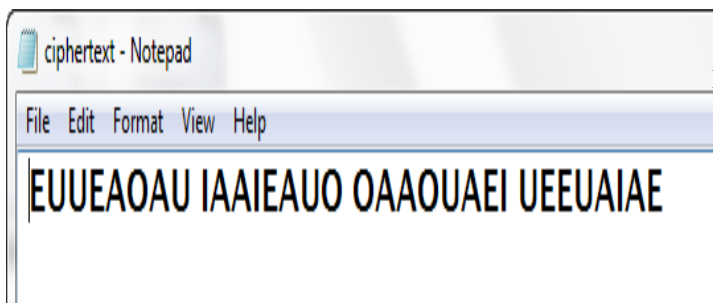 ciphertext - Notepad
File Edit Format View Help
EUUEAOAU IAAIEAUO OAAOUAEI UEEUAIAE